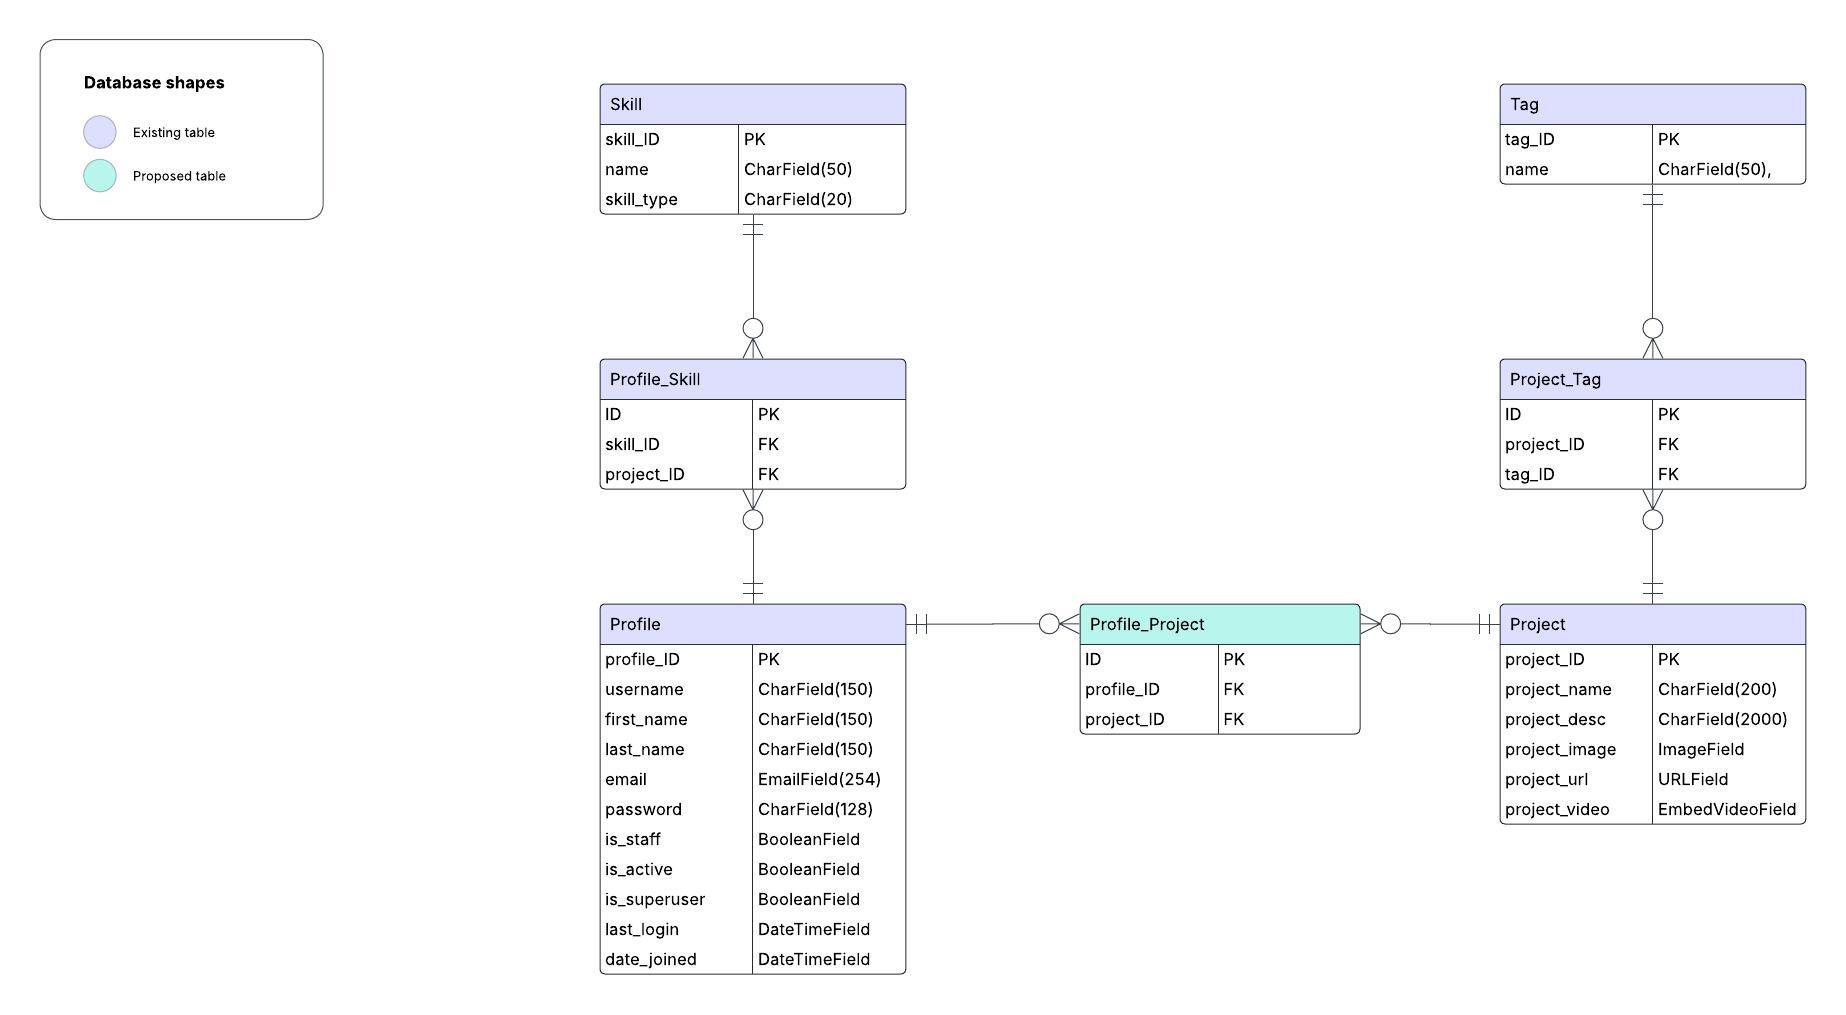 Database shapes
Existing table
Proposed table
Skill
skill_ID PK
name CharField(50)
skill_type CharField(20)
Tag
tag_ID PK
name CharField(50),
Profile_Skill
ID PK
skill_ID FK
project_ID FK
Project_Tag
ID PK
project_ID FK
tag_ID FK
Profile
profile_ID PK
username CharField(150)
first_name CharField(150)
last_name CharField(150)
email EmailField(254)
password CharField(128)
is_staff BooleanField
is_active BooleanField
is_superuser BooleanField
last_login DateTimeField
date_joined DateTimeField
Profile_Project
ID PK
profile_ID FK
project_ID FK
Project
project_ID PK
project_name CharField(200)
project_desc CharField(2000)
project_image ImageField
project_url URLField
project_video EmbedVideoField